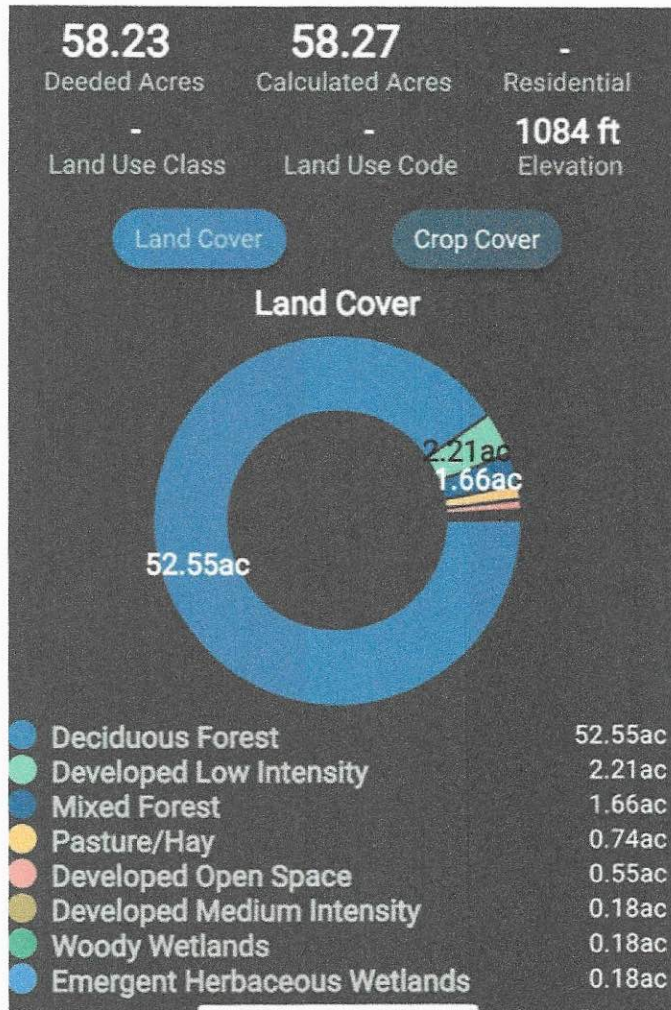 58.23 58.27 -
Deeded Acres Calculated Acres Residential
- - 1084 ft
Land Use Class Land Use Code Elevation
Land Cover Crop Cover
Land Cover
2.21ac
1.66ac
52.55ac
Deciduous Forest 52.55ac
Developed Low Intensity 2.21ac
Mixed Forest 1.66ac
Pasture/Hay 0.74ac
Developed Open Space 0.55ac
Developed Medium Intensity 0.18ac
Woody Wetlands 0.18ac
Emergent Herbaceous Wetlands 0.18ac